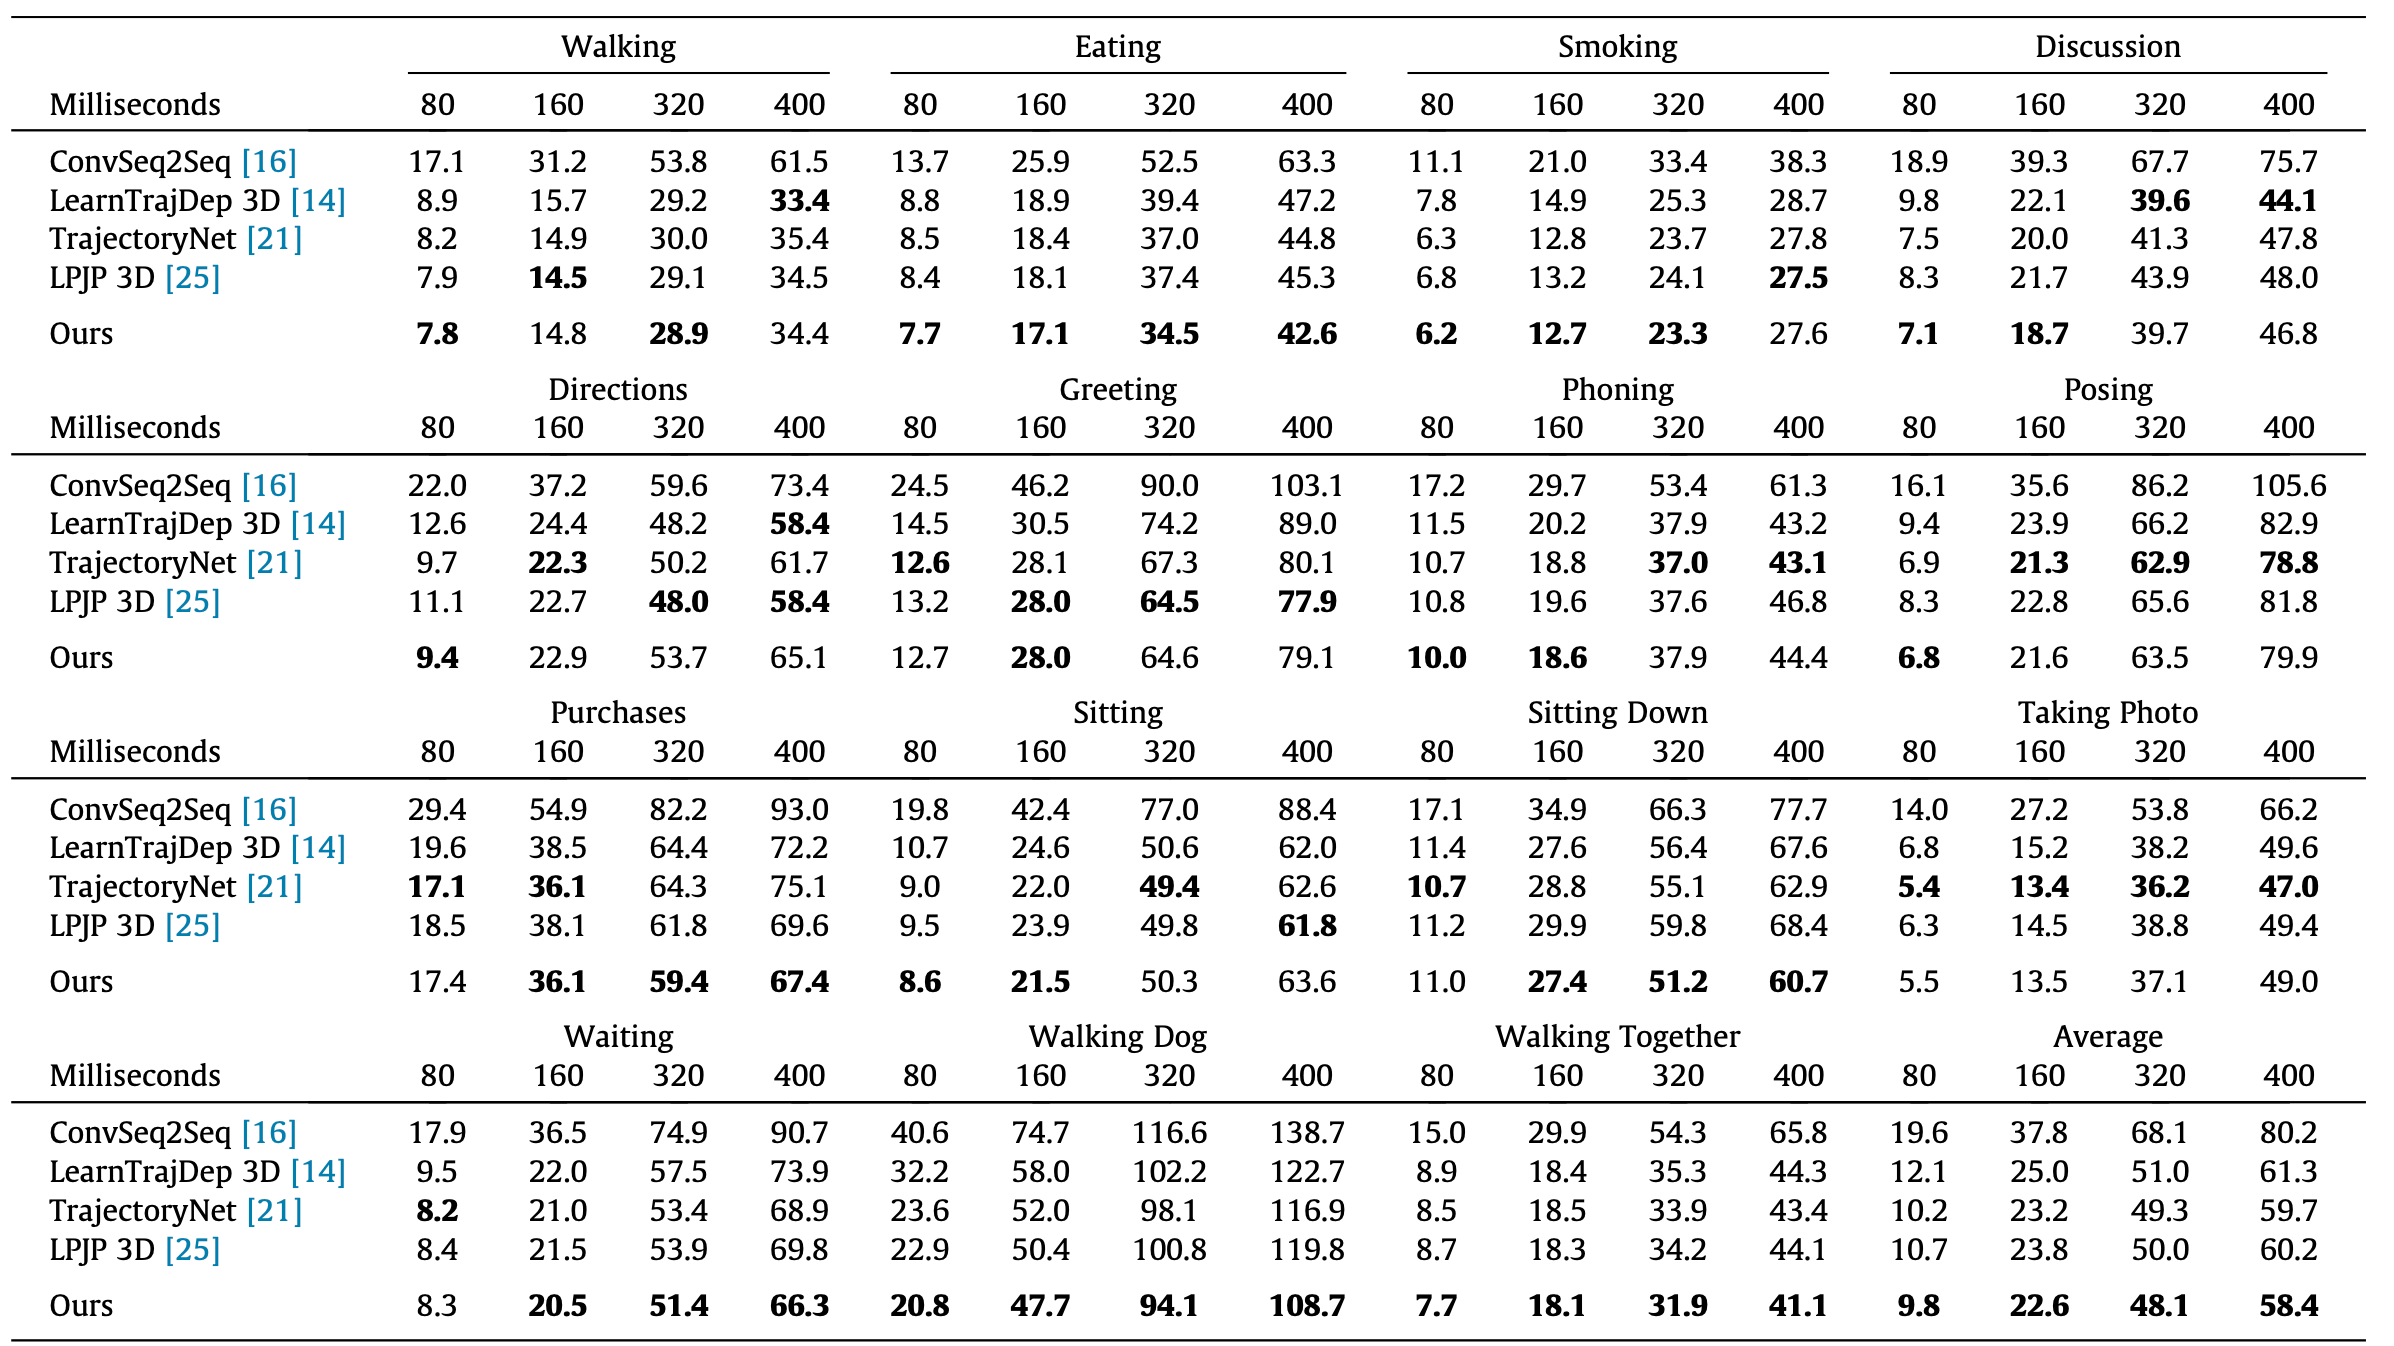 Walking Eating Smoking Discussion
Milliseconds 80 160 320 400 80 160 320 400 80 160 320 400 80 160 320 400
ConvSeq2Seq [16] 17.1 31.2 53.8 61.5 13.7 25.9 52.5 63.3 11.1 21.0 33.4 38.3 18.9 39.3 67.7 75.7
LearnTrajDep 3D [14] 8.9 15.7 29.2 33.4 8.8 18.9 39.4 47.2 7.8 14.9 25.3 28.7 9.8 22.1 39.6 44.1
TrajectoryNet [21] 8.2 14.9 30.0 35.4 8.5 18.4 37.0 44.8 6.3 12.8 23.7 27.8 7.5 20.0 41.3 47.8
LPJP 3D [25] 7.9 14.5 29.1 34.5 8.4 18.1 37.4 45.3 6.8 13.2 24.1 27.5 8.3 21.7 43.9 48.0
Ours 7.8 14.8 28.9 34.4 7.7 17.1 34.5 42.6 6.2 12.7 23.3 27.6 7.1 18.7 39.7 46.8
Directions Greeting Phoning Posing
Milliseconds 80 160 320 400 80 160 320 400 80 160 320 400 80 160 320 400
ConvSeq2Seq [16] 22.0 37.2 59.6 73.4 24.5 46.2 90.0 103.1 17.2 29.7 53.4 61.3 16.1 35.6 86.2 105.6
LearnTrajDep 3D [14] 12.6 24.4 48.2 58.4 14.5 30.5 74.2 89.0 11.5 20.2 37.9 43.2 9.4 23.9 66.2 82.9
TrajectoryNet [21] 9.7 22.3 50.2 61.7 12.6 28.1 67.3 80.1 10.7 18.8 37.0 43.1 6.9 21.3 62.9 78.8
LPJP 3D [25] 11.1 22.7 48.0 58.4 13.2 28.0 64.5 77.9 10.8 19.6 37.6 46.8 8.3 22.8 65.6 81.8
Ours 9.4 22.9 53.7 65.1 12.7 28.0 64.6 79.1 10.0 18.6 37.9 44.4 6.8 21.6 63.5 79.9
Purchases Sitting Sitting Down Taking Photo
Milliseconds 80 160 320 400 80 160 320 400 80 160 320 400 80 160 320 400
ConvSeq2Seq [16] 29.4 54.9 82.2 93.0 19.8 42.4 77.0 88.4 17.1 34.9 66.3 77.7 14.0 27.2 53.8 66.2
LearnTrajDep 3D [14] 19.6 38.5 64.4 72.2 10.7 24.6 50.6 62.0 11.4 27.6 56.4 67.6 6.8 15.2 38.2 49.6
TrajectoryNet [21] 17.1 36.1 64.3 75.1 9.0 22.0 49.4 62.6 10.7 28.8 55.1 62.9 5.4 13.4 36.2 47.0
LPJP 3D [25] 18.5 38.1 61.8 69.6 9.5 23.9 49.8 61.8 11.2 29.9 59.8 68.4 6.3 14.5 38.8 49.4
Ours 17.4 36.1 59.4 67.4 8.6 21.5 50.3 63.6 11.0 27.4 51.2 60.7 5.5 13.5 37.1 49.0
Waiting Walking Dog Walking Together Average
Milliseconds 80 160 320 400 80 160 320 400 80 160 320 400 80 160 320 400
ConvSeq2Seq [16] 17.9 36.5 74.9 90.7 40.6 74.7 116.6 138.7 15.0 29.9 54.3 65.8 19.6 37.8 68.1 80.2
LearnTrajDep 3D [14] 9.5 22.0 57.5 73.9 32.2 58.0 102.2 122.7 8.9 18.4 35.3 44.3 12.1 25.0 51.0 61.3
TrajectoryNet [21] 8.2 21.0 53.4 68.9 23.6 52.0 98.1 116.9 8.5 18.5 33.9 43.4 10.2 23.2 49.3 59.7
LPJP 3D [25] 8.4 21.5 53.9 69.8 22.9 50.4 100.8 119.8 8.7 18.3 34.2 44.1 10.7 23.8 50.0 60.2
Ours 8.3 20.5 51.4 66.3 20.8 47.7 94.1 108.7 7.7 18.1 31.9 41.1 9.8 22.6 48.1 58.4